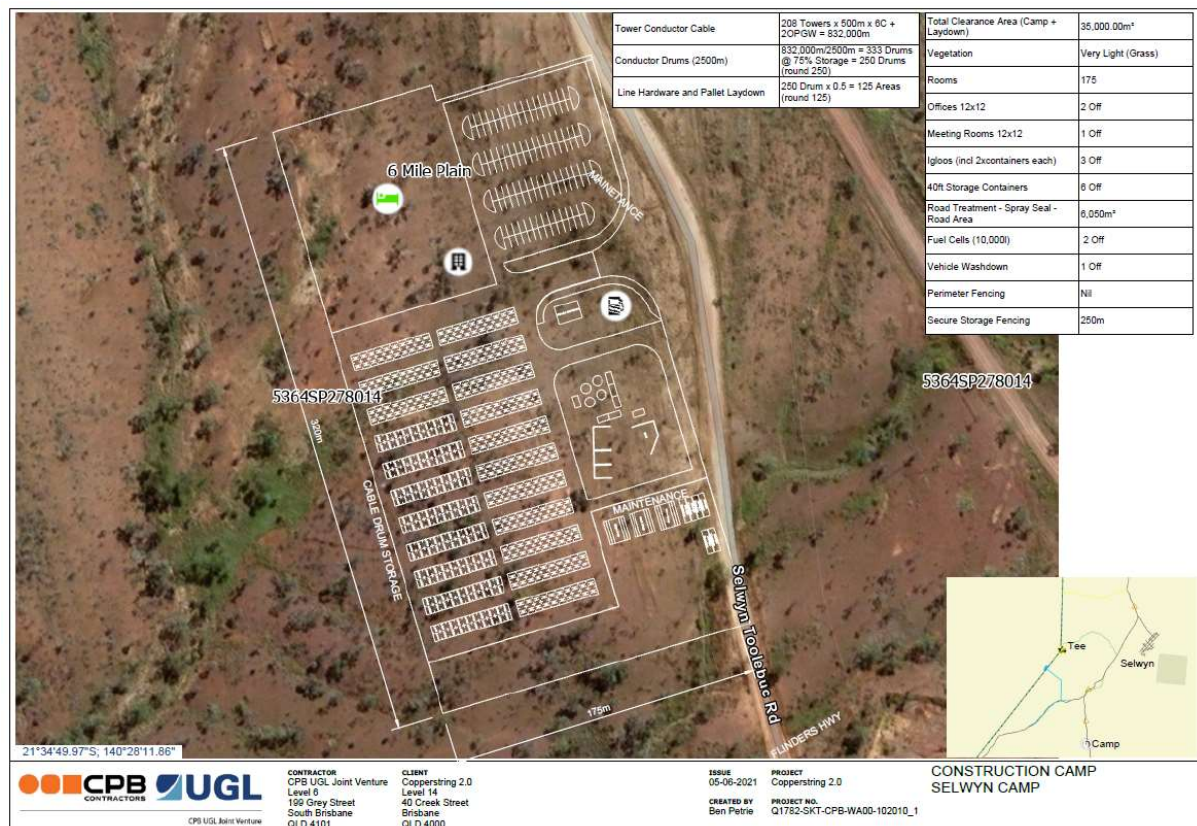 Tower Conductor Cable
208 Towers x 500m x 6C +
2OPGW = 832,000m
Conductor Drums (2500m)
832,000m/2500m = 333 Drums
@ 75% Storage = 250 Drums
(round 250)
Line Hardware and Pallet Laydown
250 Drum x 0.5 = 125 Areas
(round 125)
Total Clearance Area (Camp +
Laydown)
35,000.00m²
Vegetation
Very Light (Grass)
Rooms
175
Offices 12x12
2 Off
Meeting Rooms 12x12
1 Off
Igloos (incl 2xcontainers each)
3 Off
40ft Storage Containers
6 Off
Road Treatment - Spray Seal -
Road Area
6,050m²
Fuel Cells (10,000l)
2 Off
Vehicle Washdown
1 Off
Perimeter Fencing
Nil
Secure Storage Fencing
250m
6 Mile Plain
MAINETANCE
5364SP278014
5364SP278014
320m
CABLE DRUM STORAGE
MAINTENANCE
Selwyn Toolebuc Rd
175m
FLINDERS HWY
Tee
Selwyn
Camp
21°34'49.97"S; 140°28'11.86"
CPB
CONTRACTORS
UGL
CPB UGL Joint Venture
CONTRACTOR
CPB UGL Joint Venture
Level 6
199 Grey Street
South Brisbane
QLD 4101
CLIENT
Copperstring 2.0
Level 14
40 Creek Street
Brisbane
QLD 4000
ISSUE
05-06-2021
CREATED BY
Ben Petrie
PROJECT
Copperstring 2.0
PROJECT NO.
Q1782-SKT-CPB-WA00-102010_1
CONSTRUCTION CAMP
SELWYN CAMP